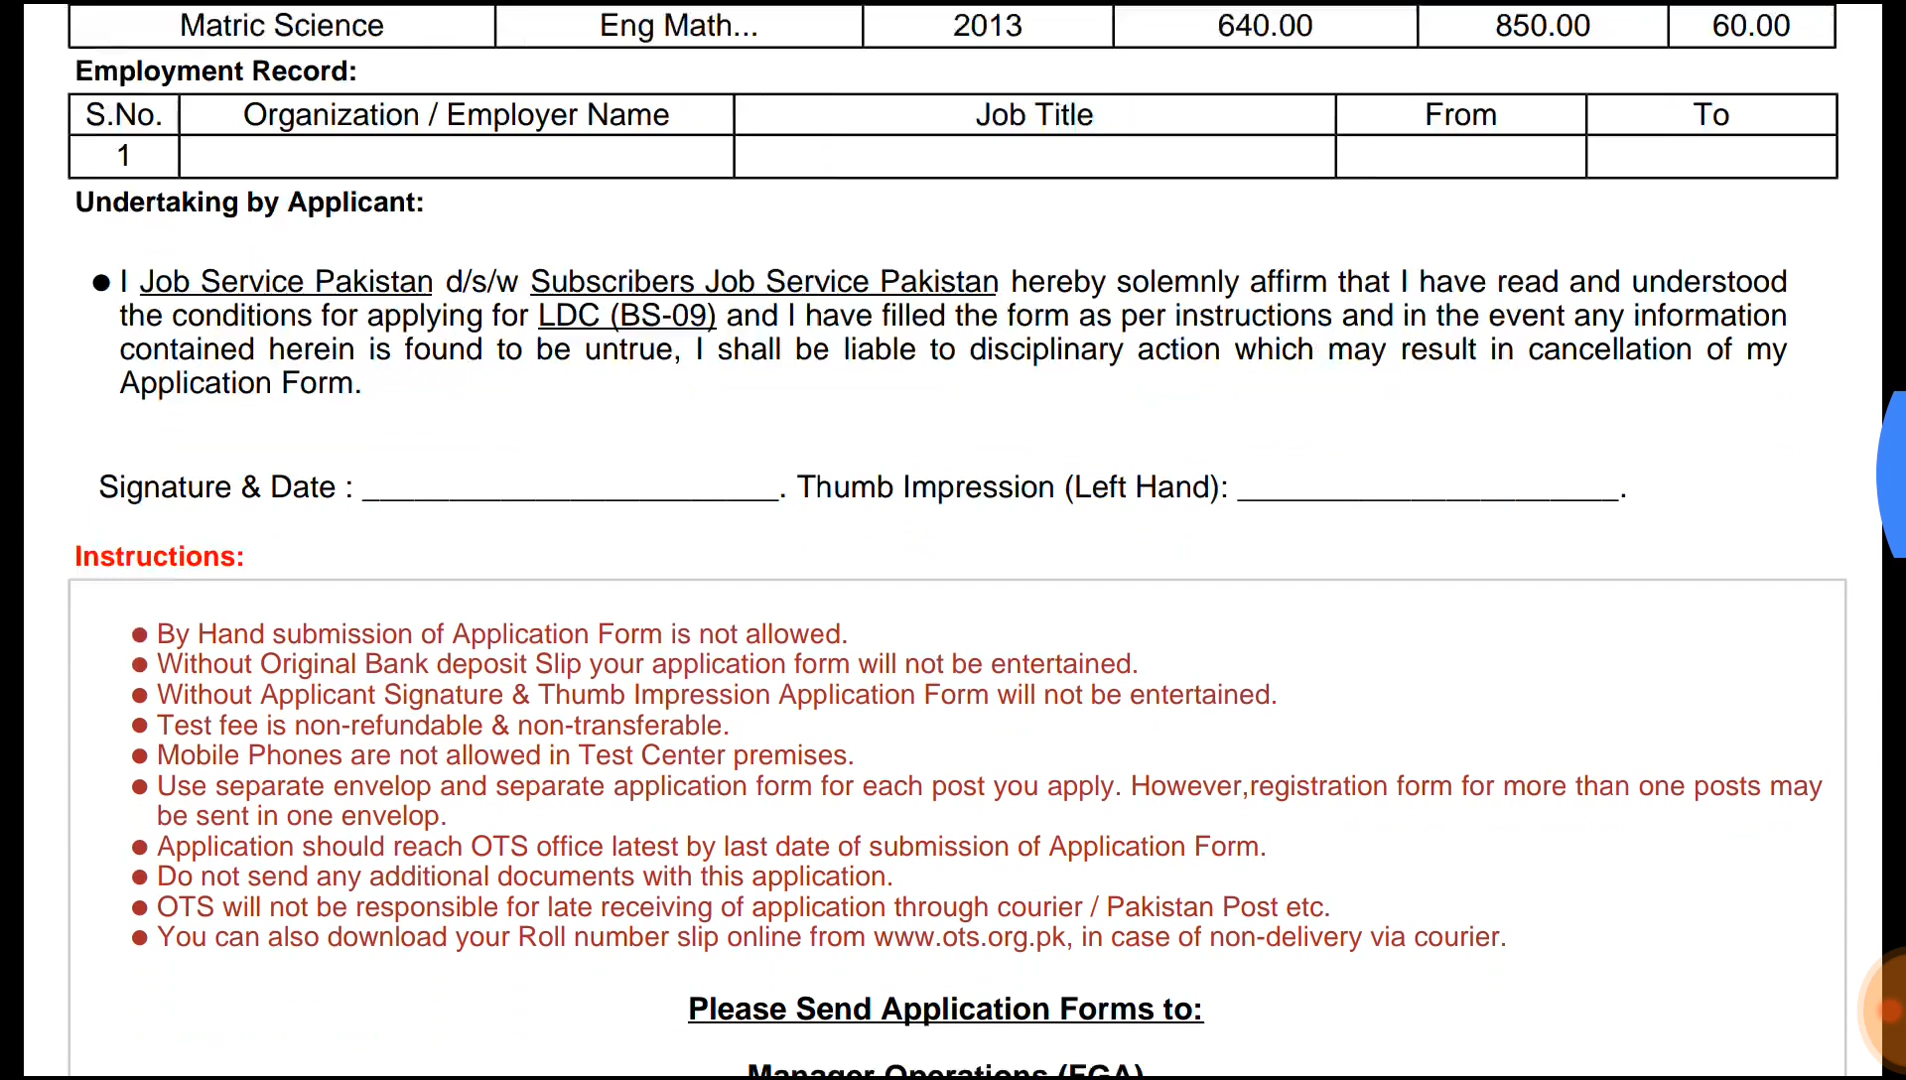 Matric Science Eng Math... 2013 640.00 850.00 60.00
Employment Record:
S.No. Organization / Employer Name Job Title From To
1
Undertaking by Applicant:
● I Job Service Pakistan d/s/w Subscribers Job Service Pakistan hereby solemnly affirm that I have read and understood
the conditions for applying for LDC (BS-09) and I have filled the form as per instructions and in the event any information
contained herein is found to be untrue, I shall be liable to disciplinary action which may result in cancellation of my
Application Form.
Signature & Date : ________________________. Thumb Impression (Left Hand): ______________________.
Instructions:
● By Hand submission of Application Form is not allowed.
● Without Original Bank deposit Slip your application form will not be entertained.
● Without Applicant Signature & Thumb Impression Application Form will not be entertained.
● Test fee is non-refundable & non-transferable.
● Mobile Phones are not allowed in Test Center premises.
● Use separate envelop and separate application form for each post you apply. However,registration form for more than one posts may
be sent in one envelop.
● Application should reach OTS office latest by last date of submission of Application Form.
● Do not send any additional documents with this application.
● OTS will not be responsible for late receiving of application through courier / Pakistan Post etc.
● You can also download your Roll number slip online from www.ots.org.pk, in case of non-delivery via courier.
Please Send Application Forms to:
Manager Operations (FGA)